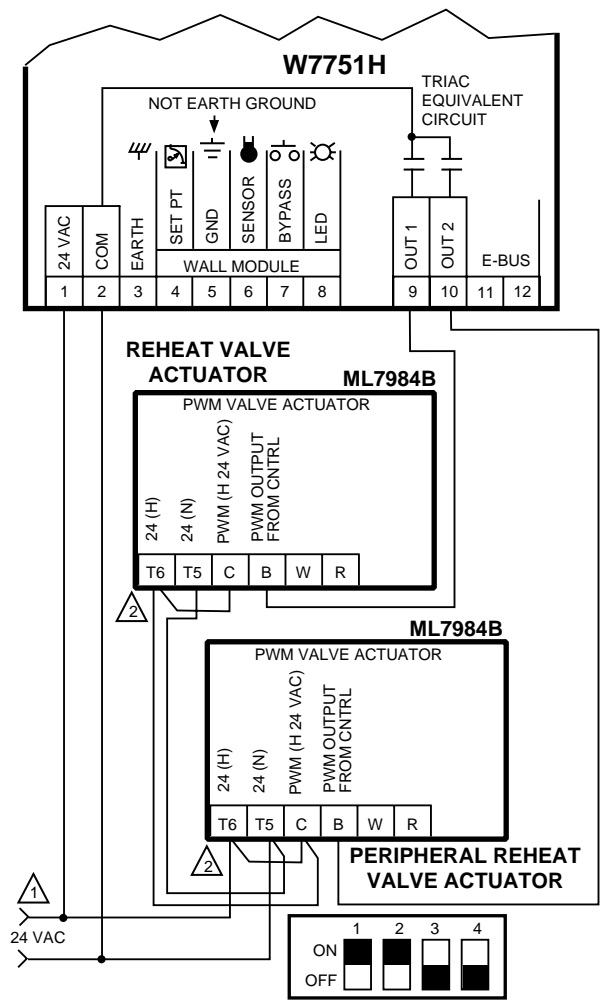 W7751H
TRIAC
EQUIVALENT
CIRCUIT
NOT EARTH GROUND
24 VAC
COM
EARTH
SET PT
GND
SENSOR
BYPASS
LED
OUT 1
OUT 2
E-BUS
WALL MODULE
1 2 3 4 5 6 7 8 9 10 11 12
REHEAT VALVE
ACTUATOR
ML7984B
PWM VALVE ACTUATOR
24 (H)
24 (N)
PWM (H 24 VAC)
PWM OUTPUT
FROM CNTRL
T6 T5 C B W R
2
ML7984B
PWM VALVE ACTUATOR
24 (H)
24 (N)
PWM (H 24 VAC)
PWM OUTPUT
FROM CNTRL
T6 T5 C B W R
2
PERIPHERAL REHEAT
VALVE ACTUATOR
1
24 VAC
1 2 3 4
ON
OFF